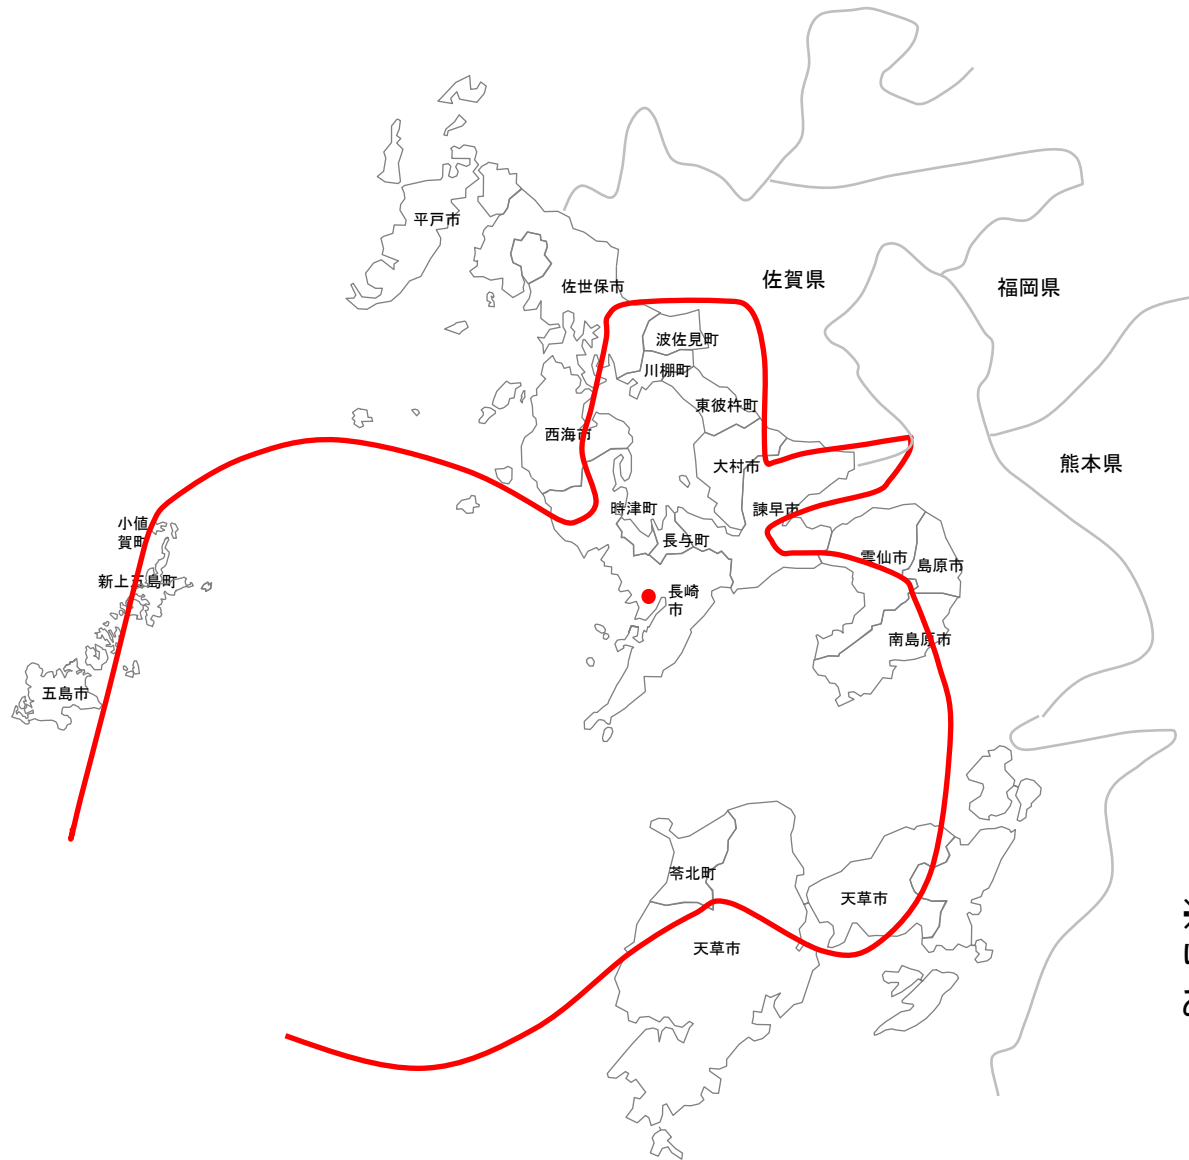 平戸市
佐賀県
佐世保市
福岡県
波佐見町
川棚町
東彼杵町
西海市
熊本県
大村市
時津町
諫早市
小値
賀町
長与町
雲仙市
島原市
新上五島町
長崎
市
南島原市
五島市
苓北町
天草市
天草市